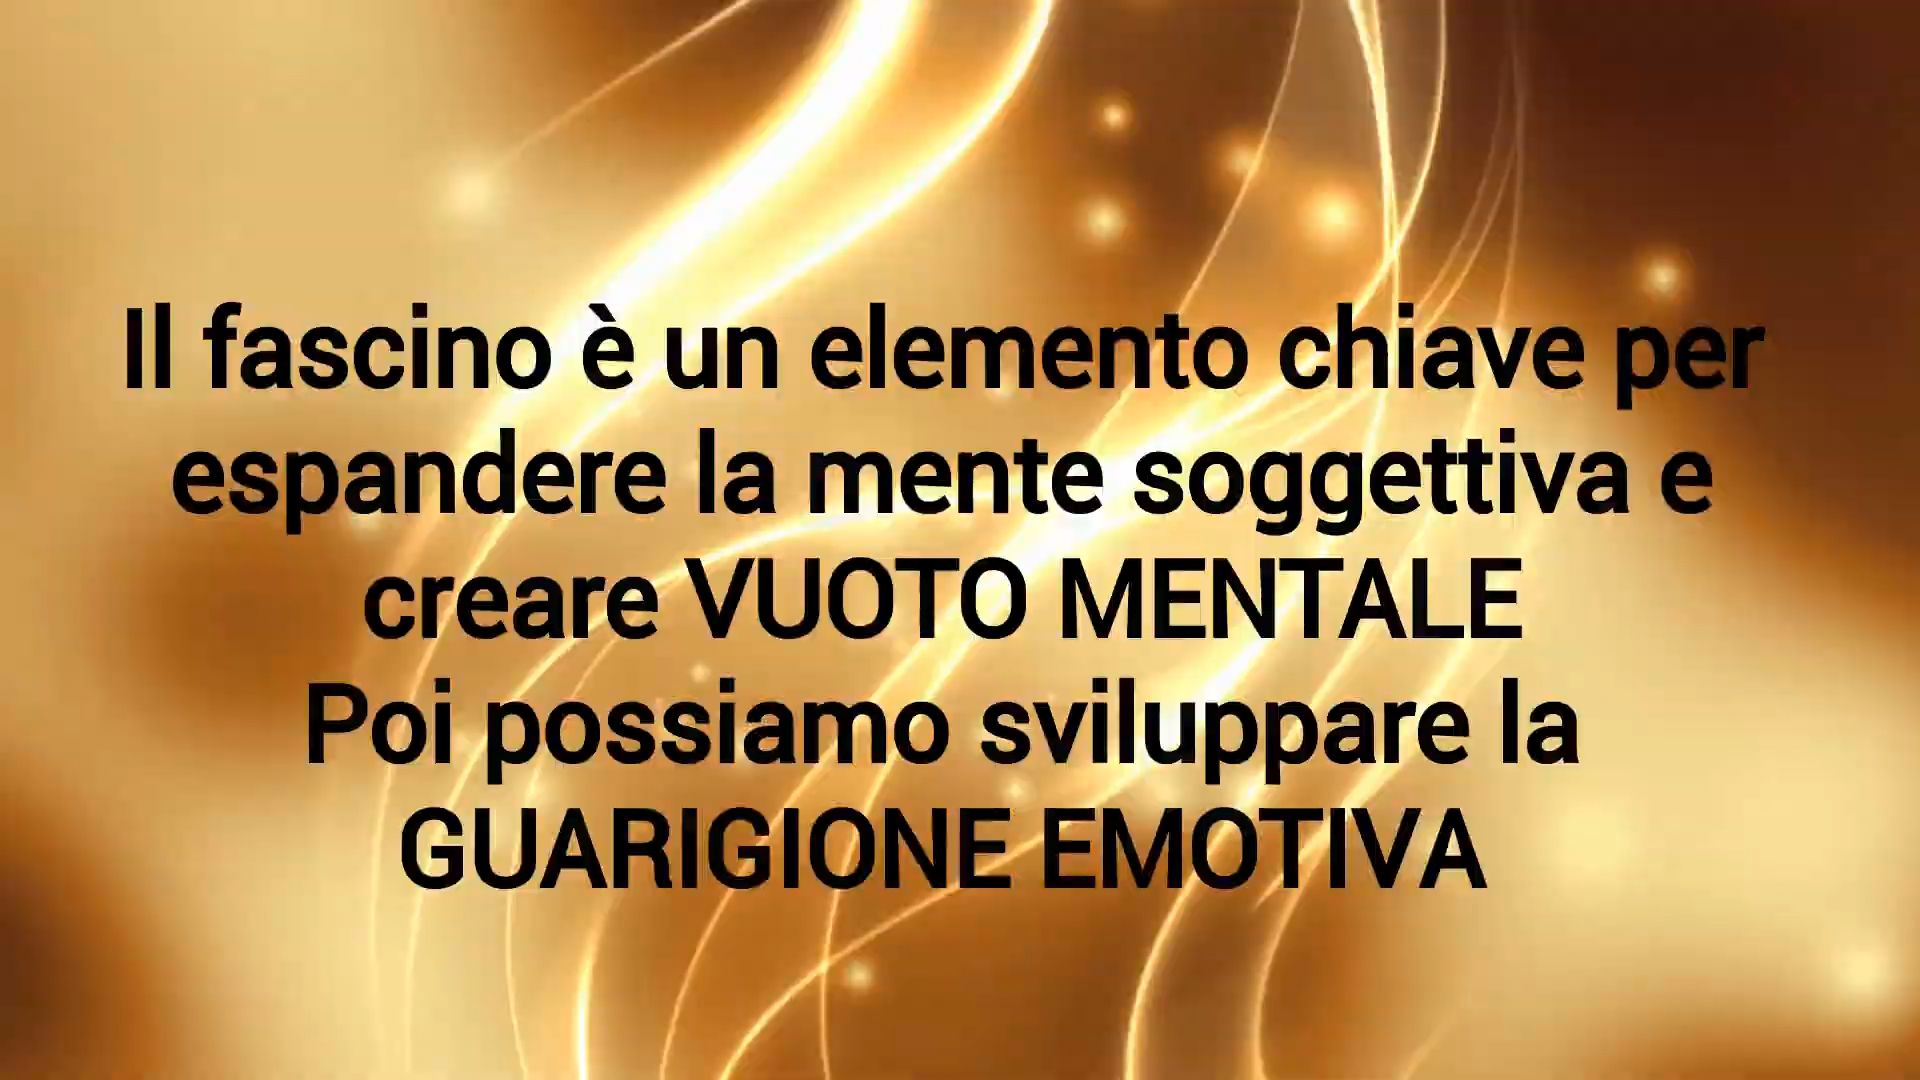 Il fascino è un elemento chiave per
espandere la mente soggettiva e
creare VUOTO MENTALE
Poi possiamo sviluppare la
GUARIGIONE EMOTIVA